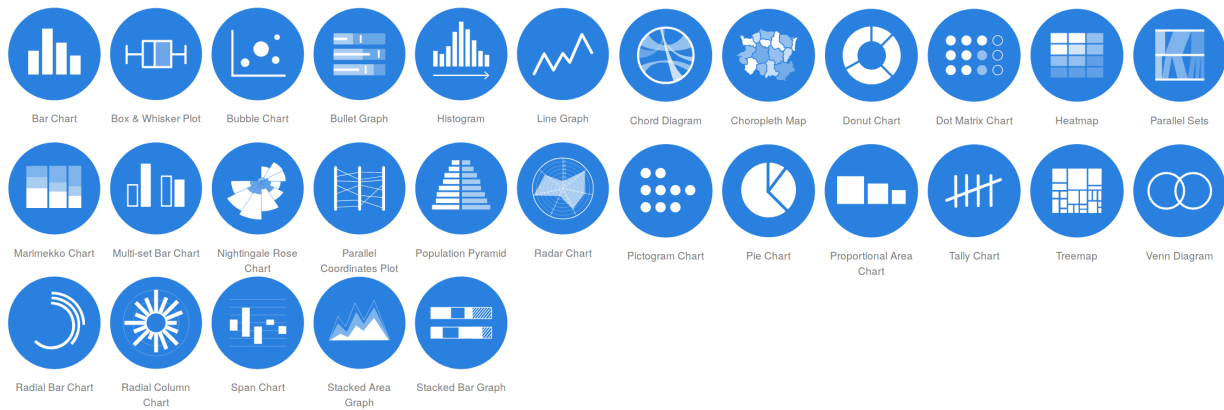 Bar Chart
Box & Whisker Plot
Bubble Chart
Bullet Graph
Histogram
Line Graph
Chord Diagram
Choropleth Map
Donut Chart
Dot Matrix Chart
Heatmap
Parallel Sets
Marimekko Chart
Multi-set Bar Chart
Nightingale Rose
Chart
Parallel
Coordinates Plot
Population Pyramid
Radar Chart
Pictogram Chart
Pie Chart
Proportional Area
Chart
Tally Chart
Treemap
Venn Diagram
Radial Bar Chart
Radial Column
Chart
Span Chart
Stacked Area
Graph
Stacked Bar Graph